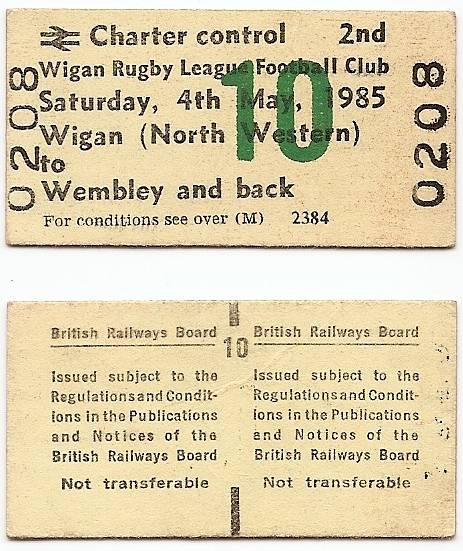 Charter control 2nd
Wigan Rugby League Football Club
Saturday, 4th May, 1985
Wigan (North Western)
to
Wembley and back
For conditions see over (M) 2384
10
0208
0208
British Railways Board
Issued subject to the
Regulations and Condit-
ions in the Publications
and Notices of the
British Railways Board
Not transferable
10
British Railways Board
Issued subject to the
Regulations and Condit-
ions in the Publications
and Notices of the
British Railways Board
Not transferable